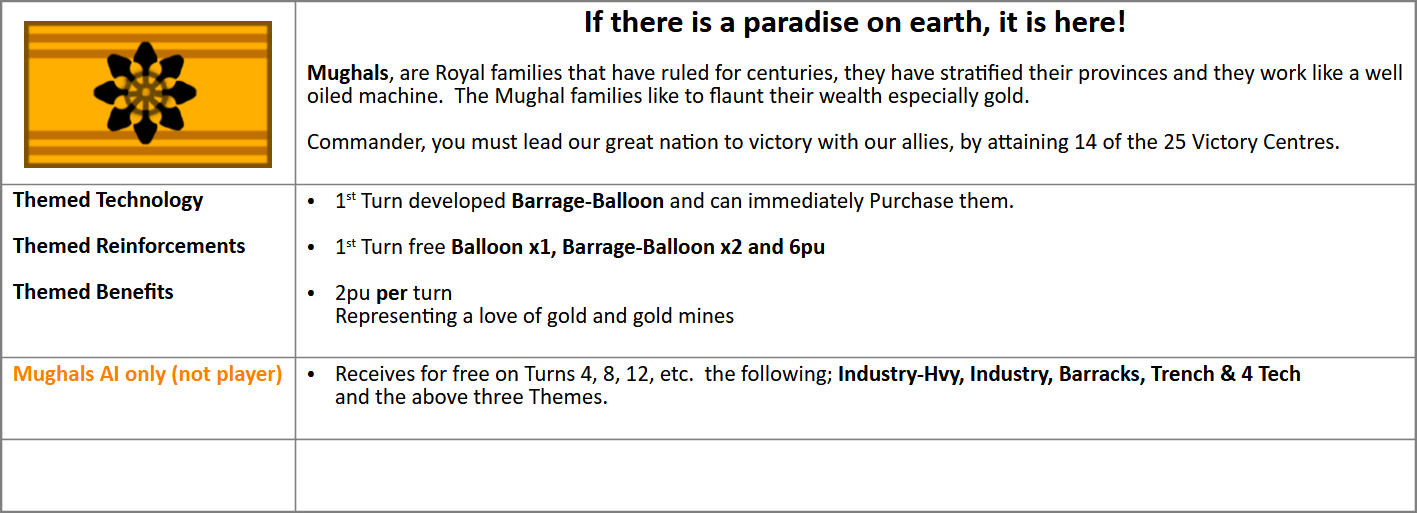 If there is a paradise on earth, it is here!
Mughals, are Royal families that have ruled for centuries, they have stratified their provinces and they work like a well
oiled machine.  The Mughal families like to flaunt their wealth especially gold.
Commander, you must lead our great nation to victory with our allies, by attaining 14 of the 25 Victory Centres.
Themed Technology
• 1st Turn developed Barrage-Balloon and can immediately Purchase them.
Themed Reinforcements
• 1st Turn free Balloon x1, Barrage-Balloon x2 and 6pu
Themed Benefits
• 2pu per turn
Representing a love of gold and gold mines
Mughals AI only (not player)
• Receives for free on Turns 4, 8, 12, etc.  the following; Industry-Hvy, Industry, Barracks, Trench & 4 Tech
and the above three Themes.